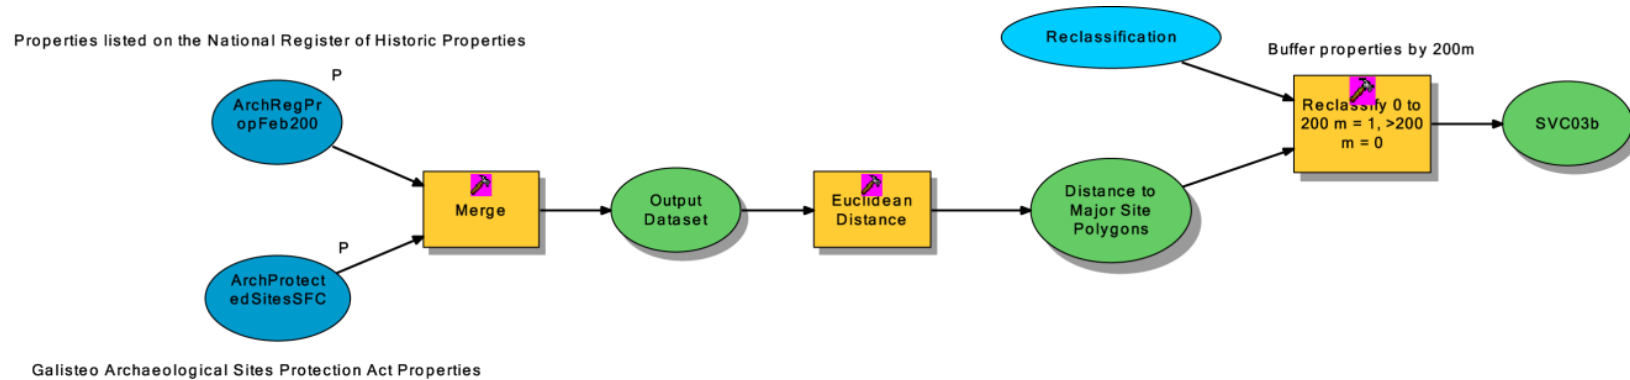 Properties listed on the National Register of Historic Properties
P
ArchRegPr
opFeb200
Merge
P
ArchProtect
edSitesSFC
Galisteo Archaeological Sites Protection Act Properties
Output
Dataset
Euclidean
Distance
Distance to
Major Site
Polygons
Reclassification
Buffer properties by 200m
Reclassify 0 to
200 m = 1, >200
m = 0
SVC03b